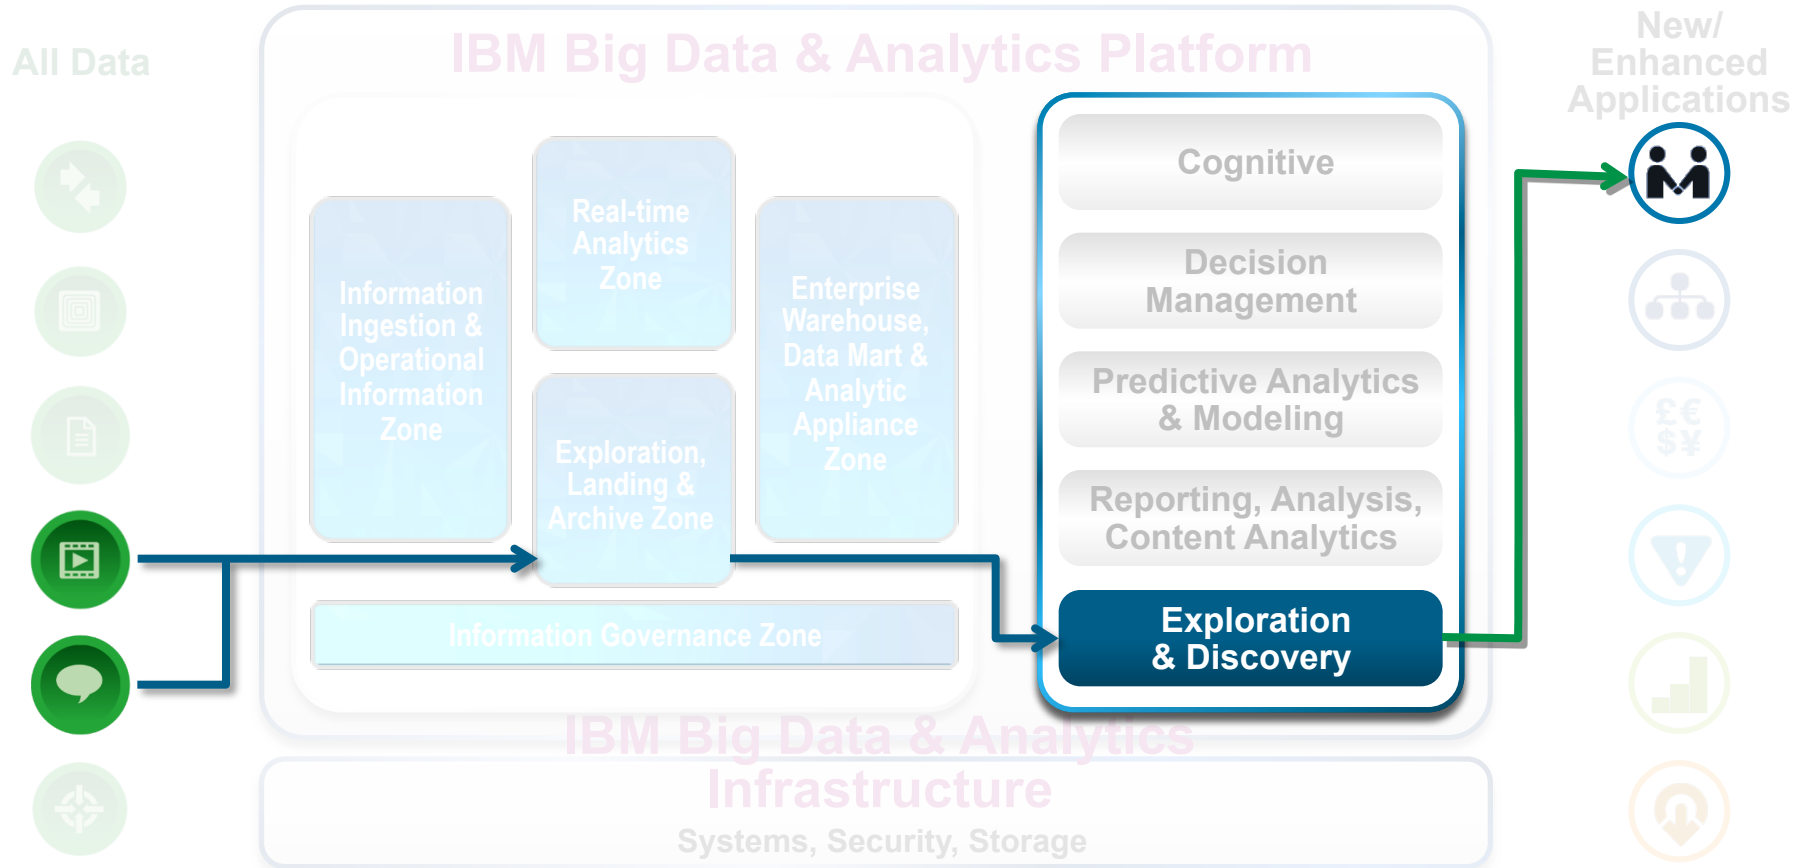 All Data
IBM Big Data & Analytics Platform
New/
Enhanced
Applications
Information
Ingestion &
Operational
Information
Zone
Real-time
Analytics
Zone
Exploration,
Landing &
Archive Zone
Enterprise
Warehouse,
Data Mart &
Analytic
Appliance
Zone
Information Governance Zone
Cognitive
Decision
Management
Predictive Analytics
& Modeling
Reporting, Analysis,
Content Analytics
Exploration
& Discovery
£€
$¥
IBM Big Data & Analytics
Infrastructure
Systems, Security, Storage